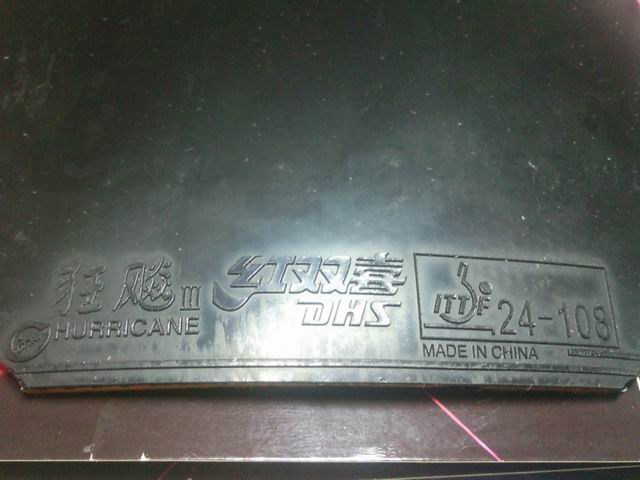 狂飚III
HURRICANE
红双喜
DHS
ITTF 24-108
MADE IN CHINA